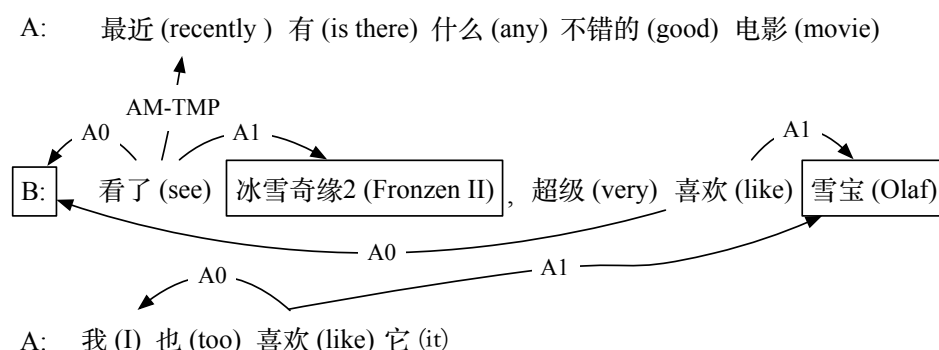 A: 最近 (recently ) 有 (is there) 什么 (any) 不错的 (good) 电影 (movie)
AM-TMP
A0 A1 A1
B: 看了 (see) 冰雪奇缘2 (Fronzen II) , 超级 (very) 喜欢 (like) 雪宝 (Olaf)
A0
A1
A0
A: 我 (I) 也 (too) 喜欢 (like) 它 (it)